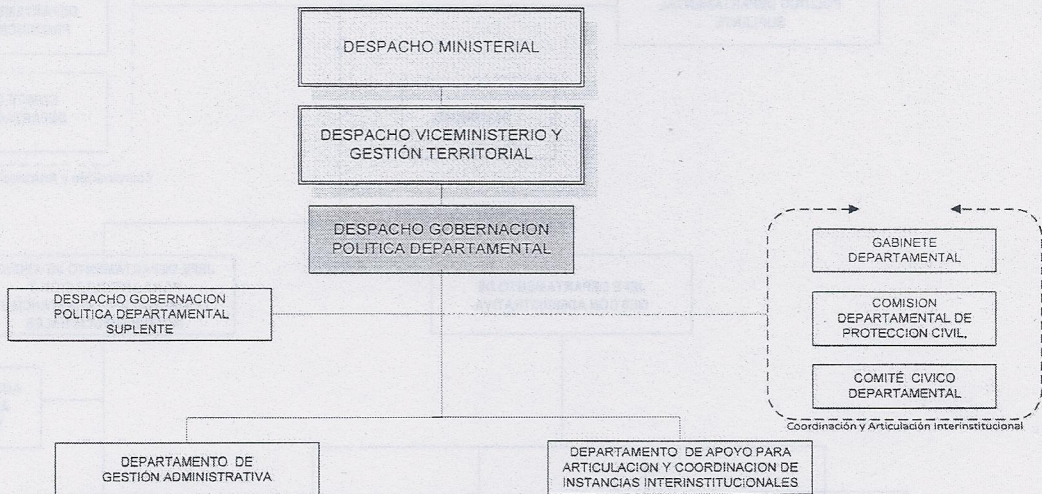 DESPACHO MINISTERIAL
DESPACHO VICEMINISTERIO Y
GESTIÓN TERRITORIAL
DESPACHO GOBERNACION
POLITICA DEPARTAMENTAL
DESPACHO GOBERNACION
POLITICA DEPARTAMENTAL
SUPLENTE
GABINETE
DEPARTAMENTAL
COMISION
DEPARTAMENTAL DE
PROTECCION CIVIL.
COMITÉ CIVICO
DEPARTAMENTAL
Coordinación y Articulación Interinstitucional
DEPARTAMENTO DE
GESTIÓN ADMINISTRATIVA
DEPARTAMENTO DE APOYO PARA
ARTICULACION Y COORDINACION DE
INSTANCIAS INTERINSTITUCIONALES